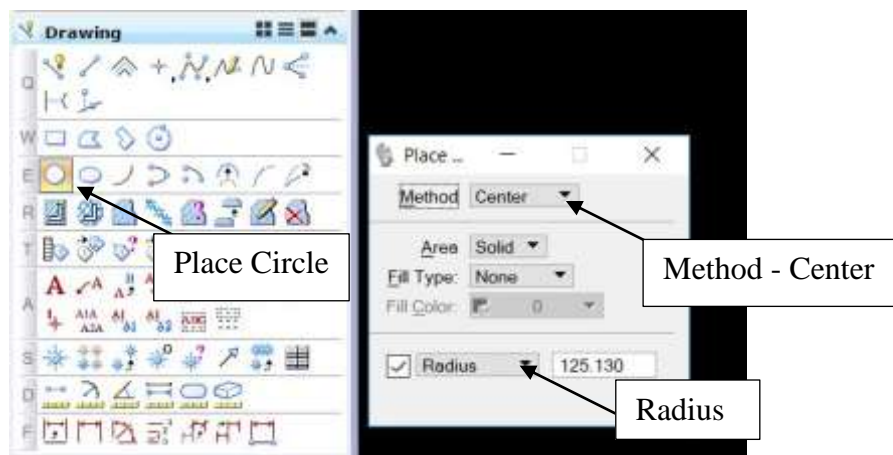 Drawing
Q
W
E
R
T
A
S
D
F
Place Circle
Place ...
Method
Center
Area
Solid
Fill Type:
None
Fill Color:
0
Radius
125.130
Method - Center
Radius